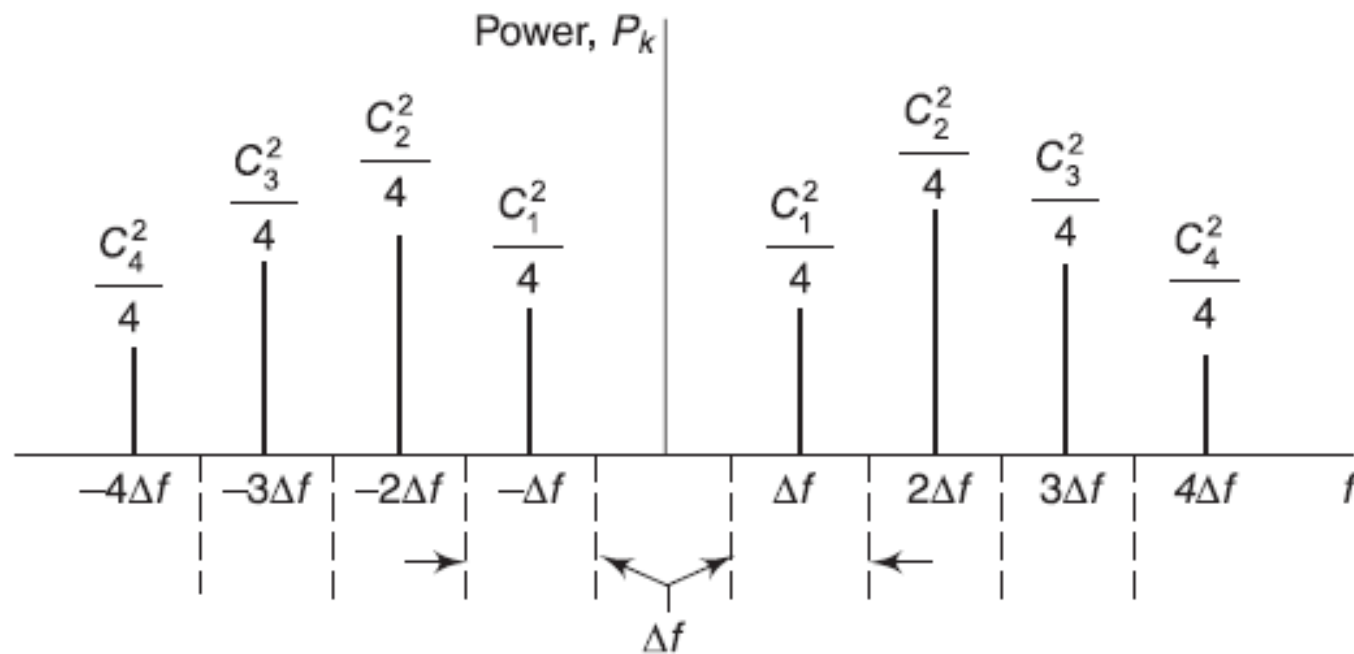 Power, P_k
C_4^2/4
C_3^2/4
C_2^2/4
C_1^2/4
C_1^2/4
C_2^2/4
C_3^2/4
C_4^2/4
–4Δf
–3Δf
–2Δf
–Δf
Δf
2Δf
3Δf
4Δf
f
Δf